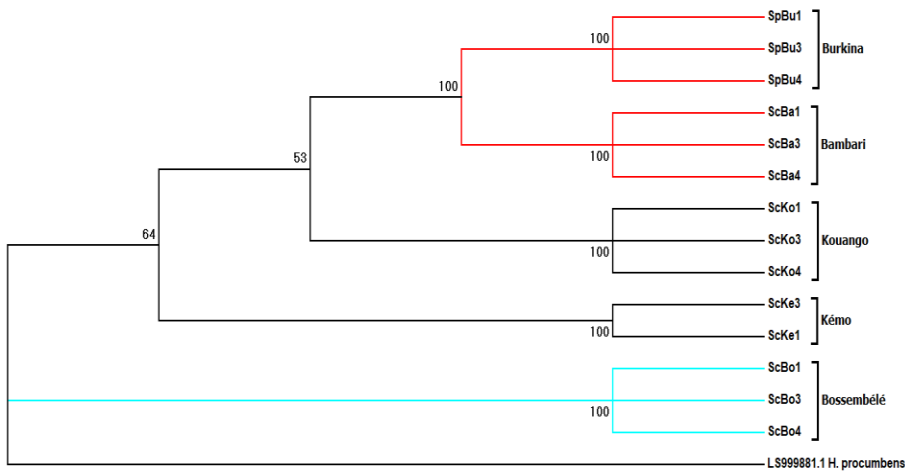 SpBu1
100
SpBu3
Burkina
SpBu4
100
ScBa1
ScBa3
Bambari
100
ScBa4
53
ScKo1
64
ScKo3
Kouango
100
ScKo4
ScKe3
Kémo
100
ScKe1
ScBo1
ScBo3
Bossembélé
100
ScBo4
LS999881.1 H. procumbens